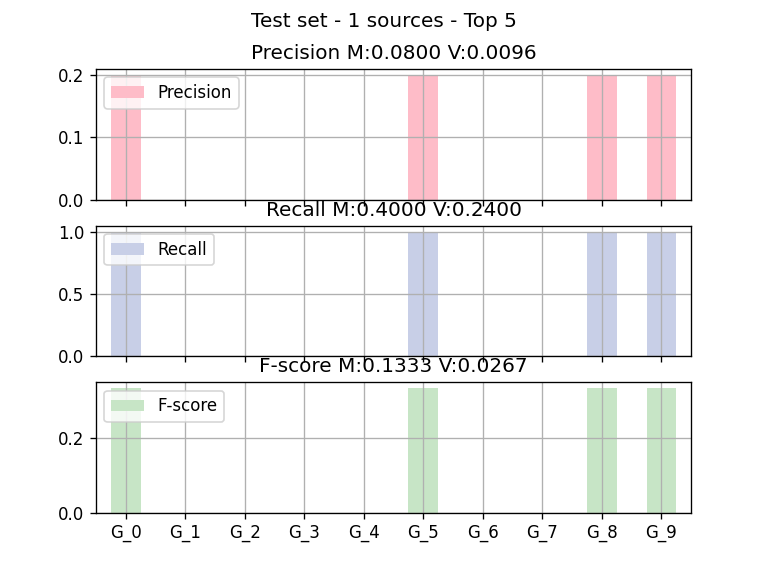 Test set - 1 sources - Top 5
Precision M:0.0800 V:0.0096
0.2
0.1
0.0
Precision
Recall M:0.4000 V:0.2400
1.0
0.5
0.0
Recall
F-score M:0.1333 V:0.0267
0.2
0.0
F-score
G_0 G_1 G_2 G_3 G_4 G_5 G_6 G_7 G_8 G_9